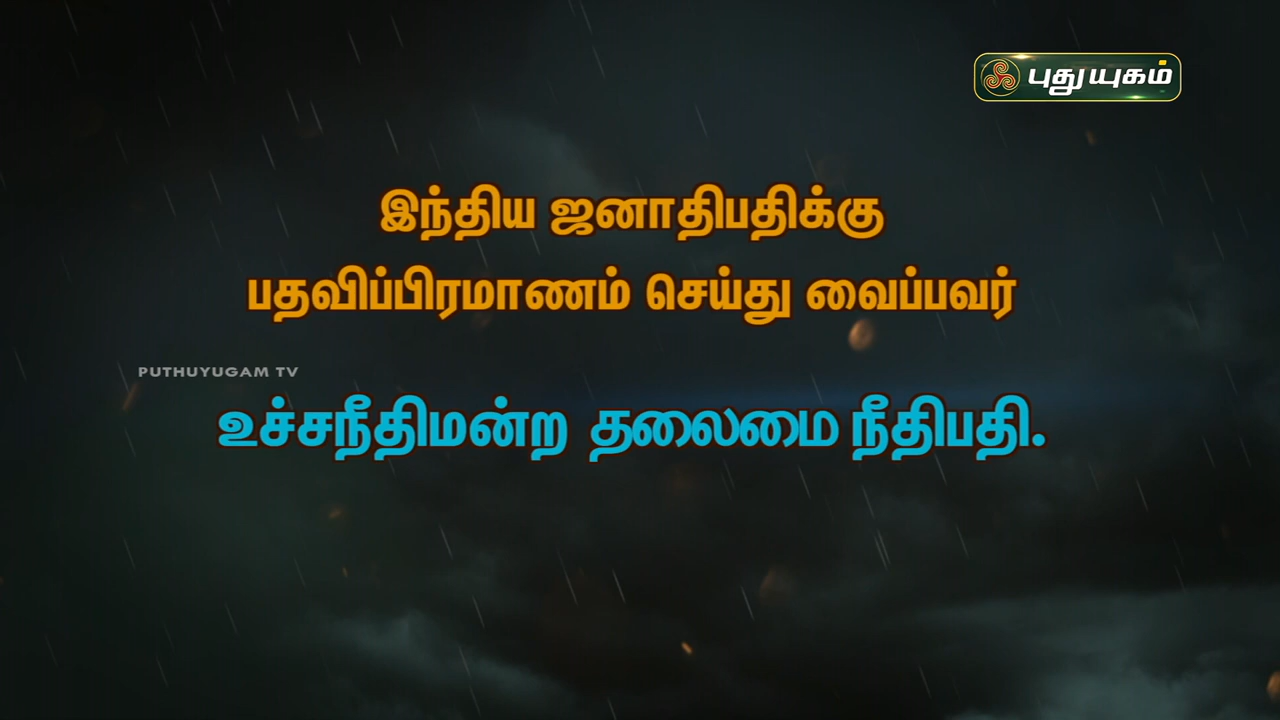 புதுயுகம்
இந்திய ஜனாதிபதிக்கு
பதவிப்பிரமாணம் செய்து வைப்பவர்
PUTHUYUGAM TV
உச்சநீதிமன்ற தலைமை நீதிபதி.